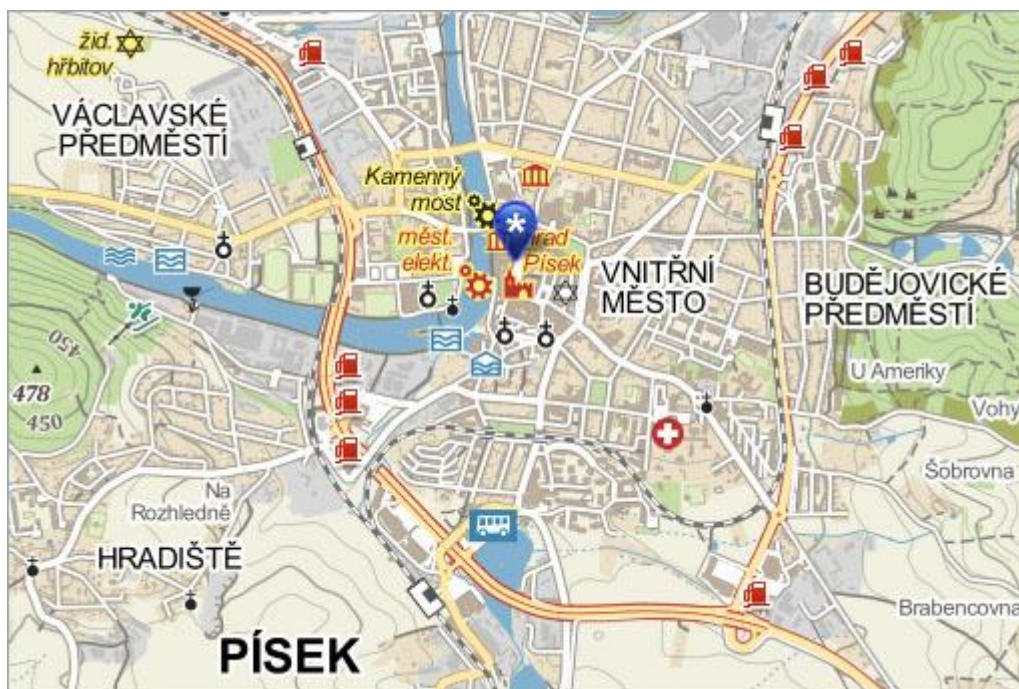 žid.
hřbitov
VÁCLAVSKÉ
PŘEDMĚSTÍ
Kamenný
most
měst.
elekt.
hrad
Písek
VNITŘNÍ
MĚSTO
BUDĚJOVICKÉ
PŘEDMĚSTÍ
U Ameriky
Vohy
450
478
450
Šobrovna
Na
Rozhledně
HRADIŠTĚ
Brabencovna
PÍSEK